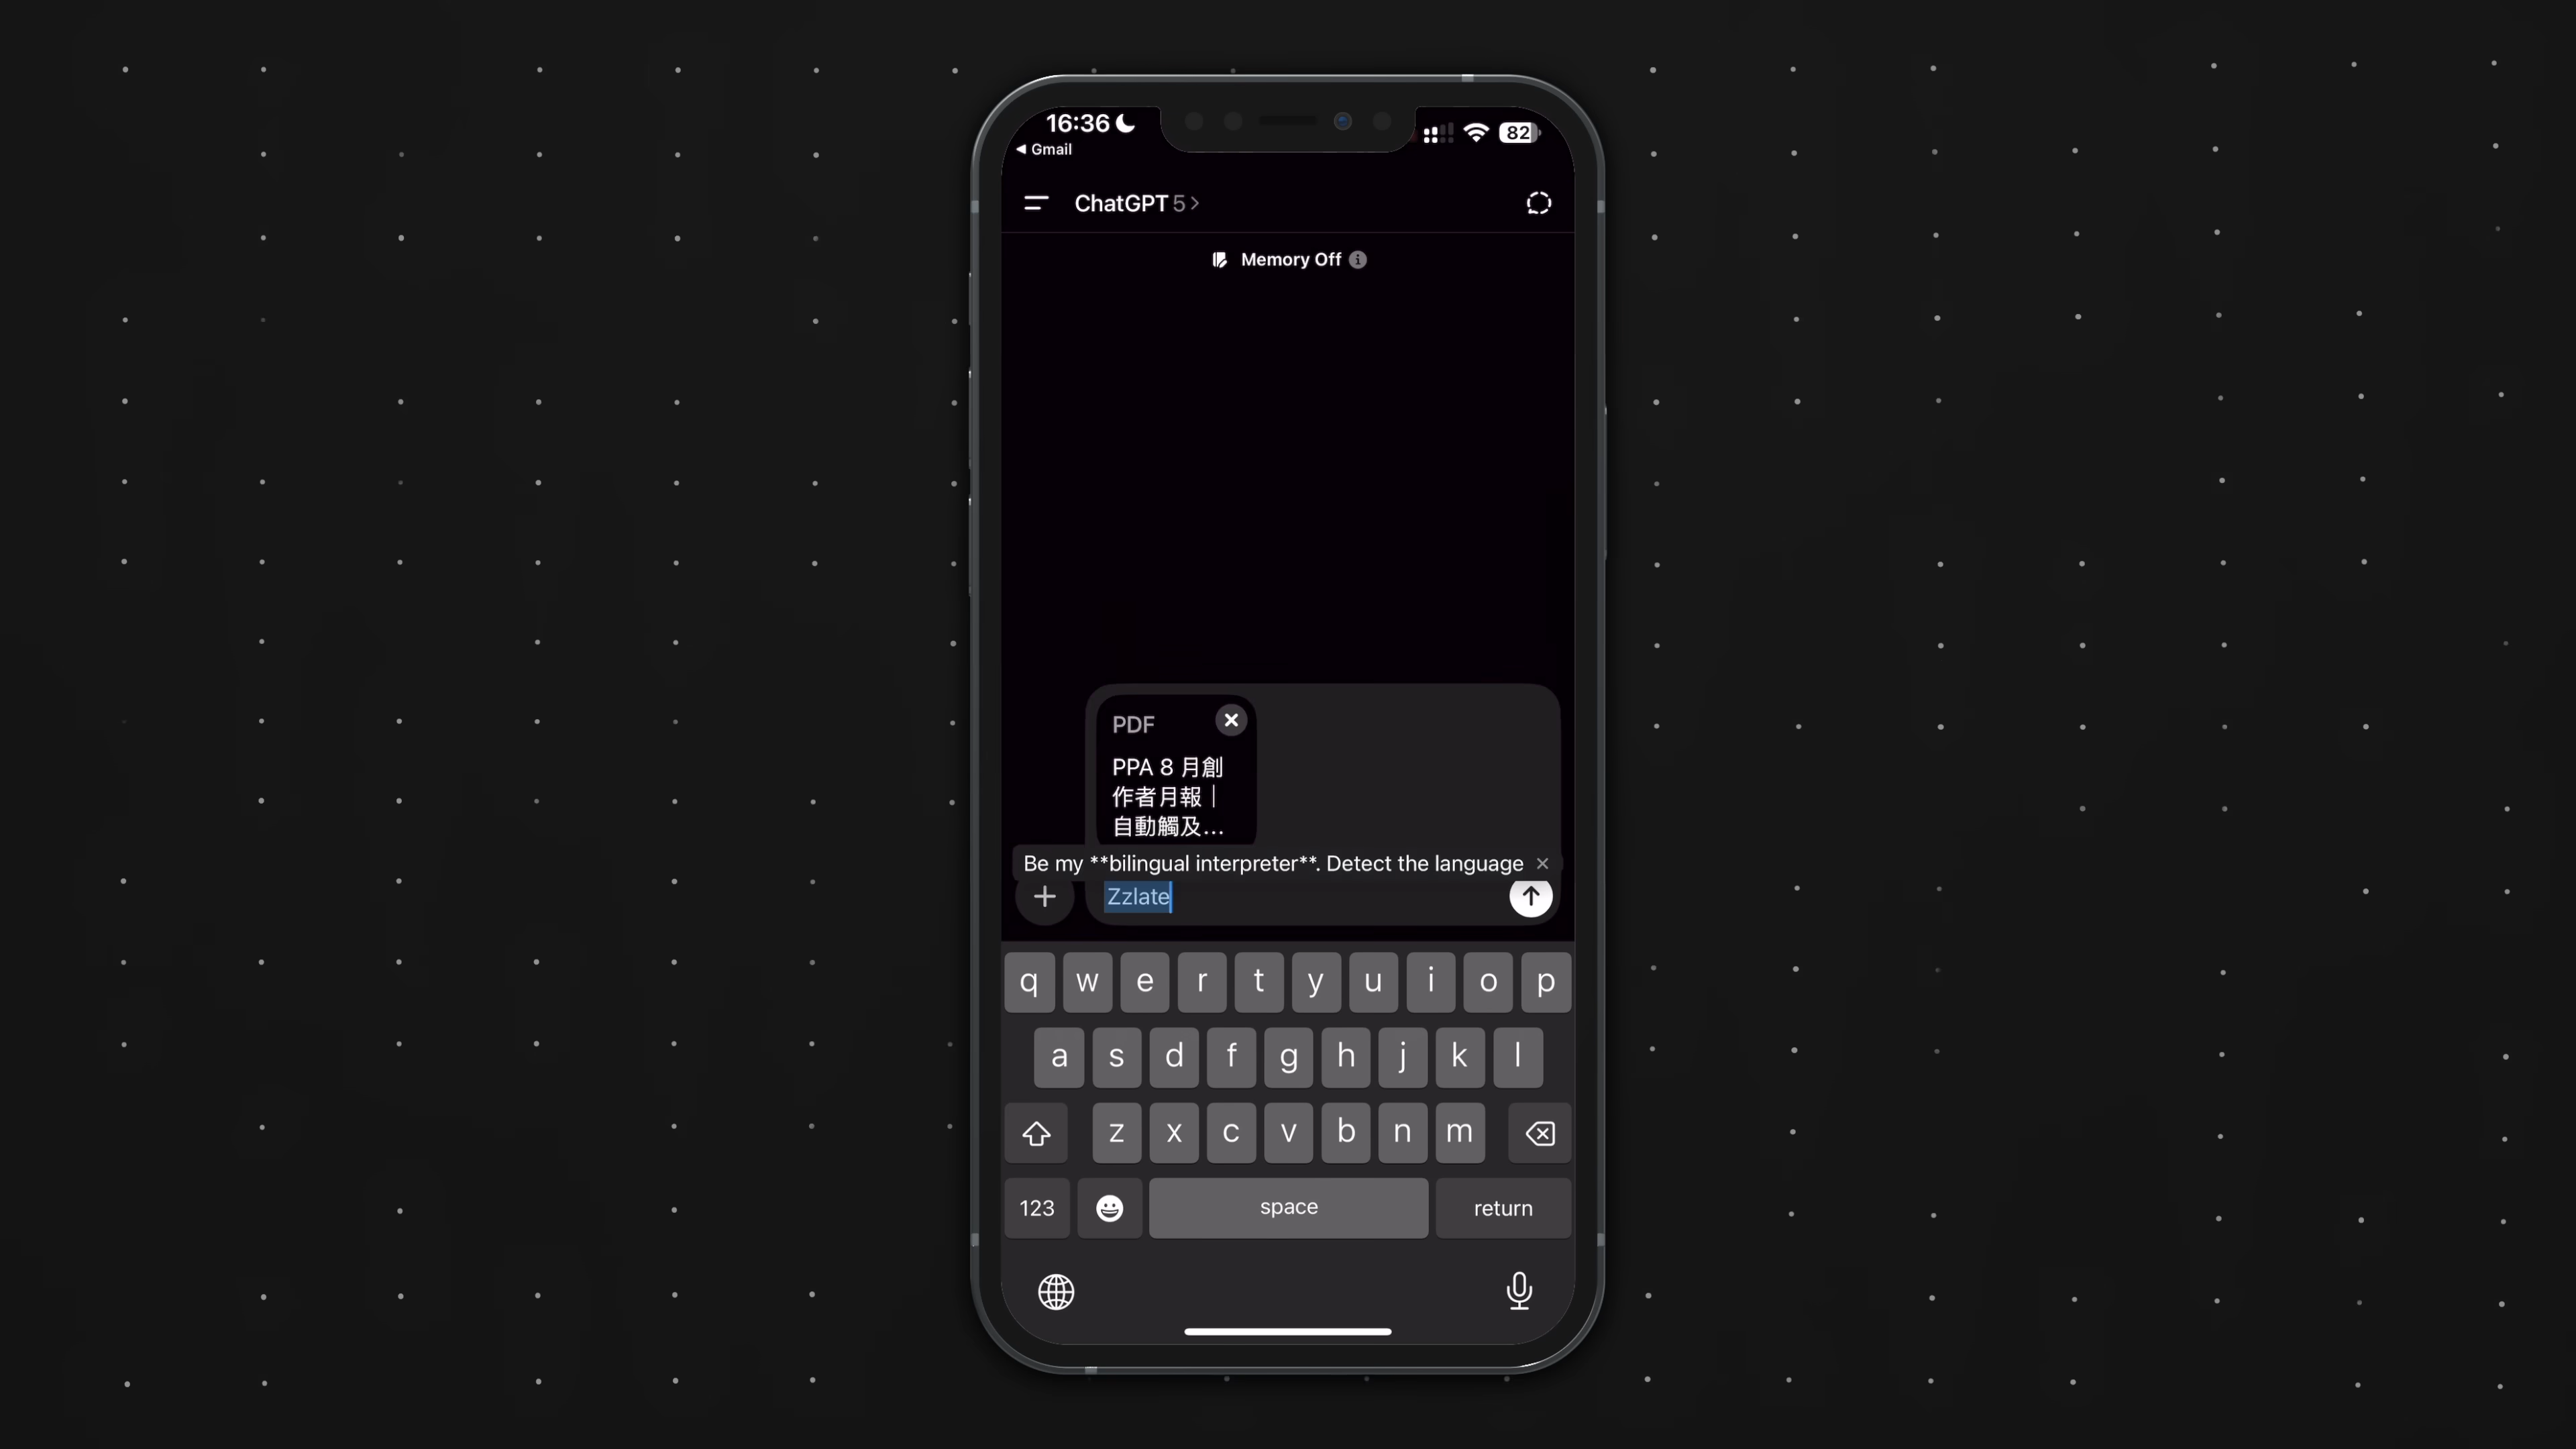 16:36
82
◀ Gmail
ChatGPT 5 >
Memory Off
PDF
PPA 8 月創
作者月報｜
自動觸及...
Be my **bilingual interpreter**. Detect the language ×
Zzlate
q w e r t y u i o p
a s d f g h j k l
z x c v b n m
123 space return